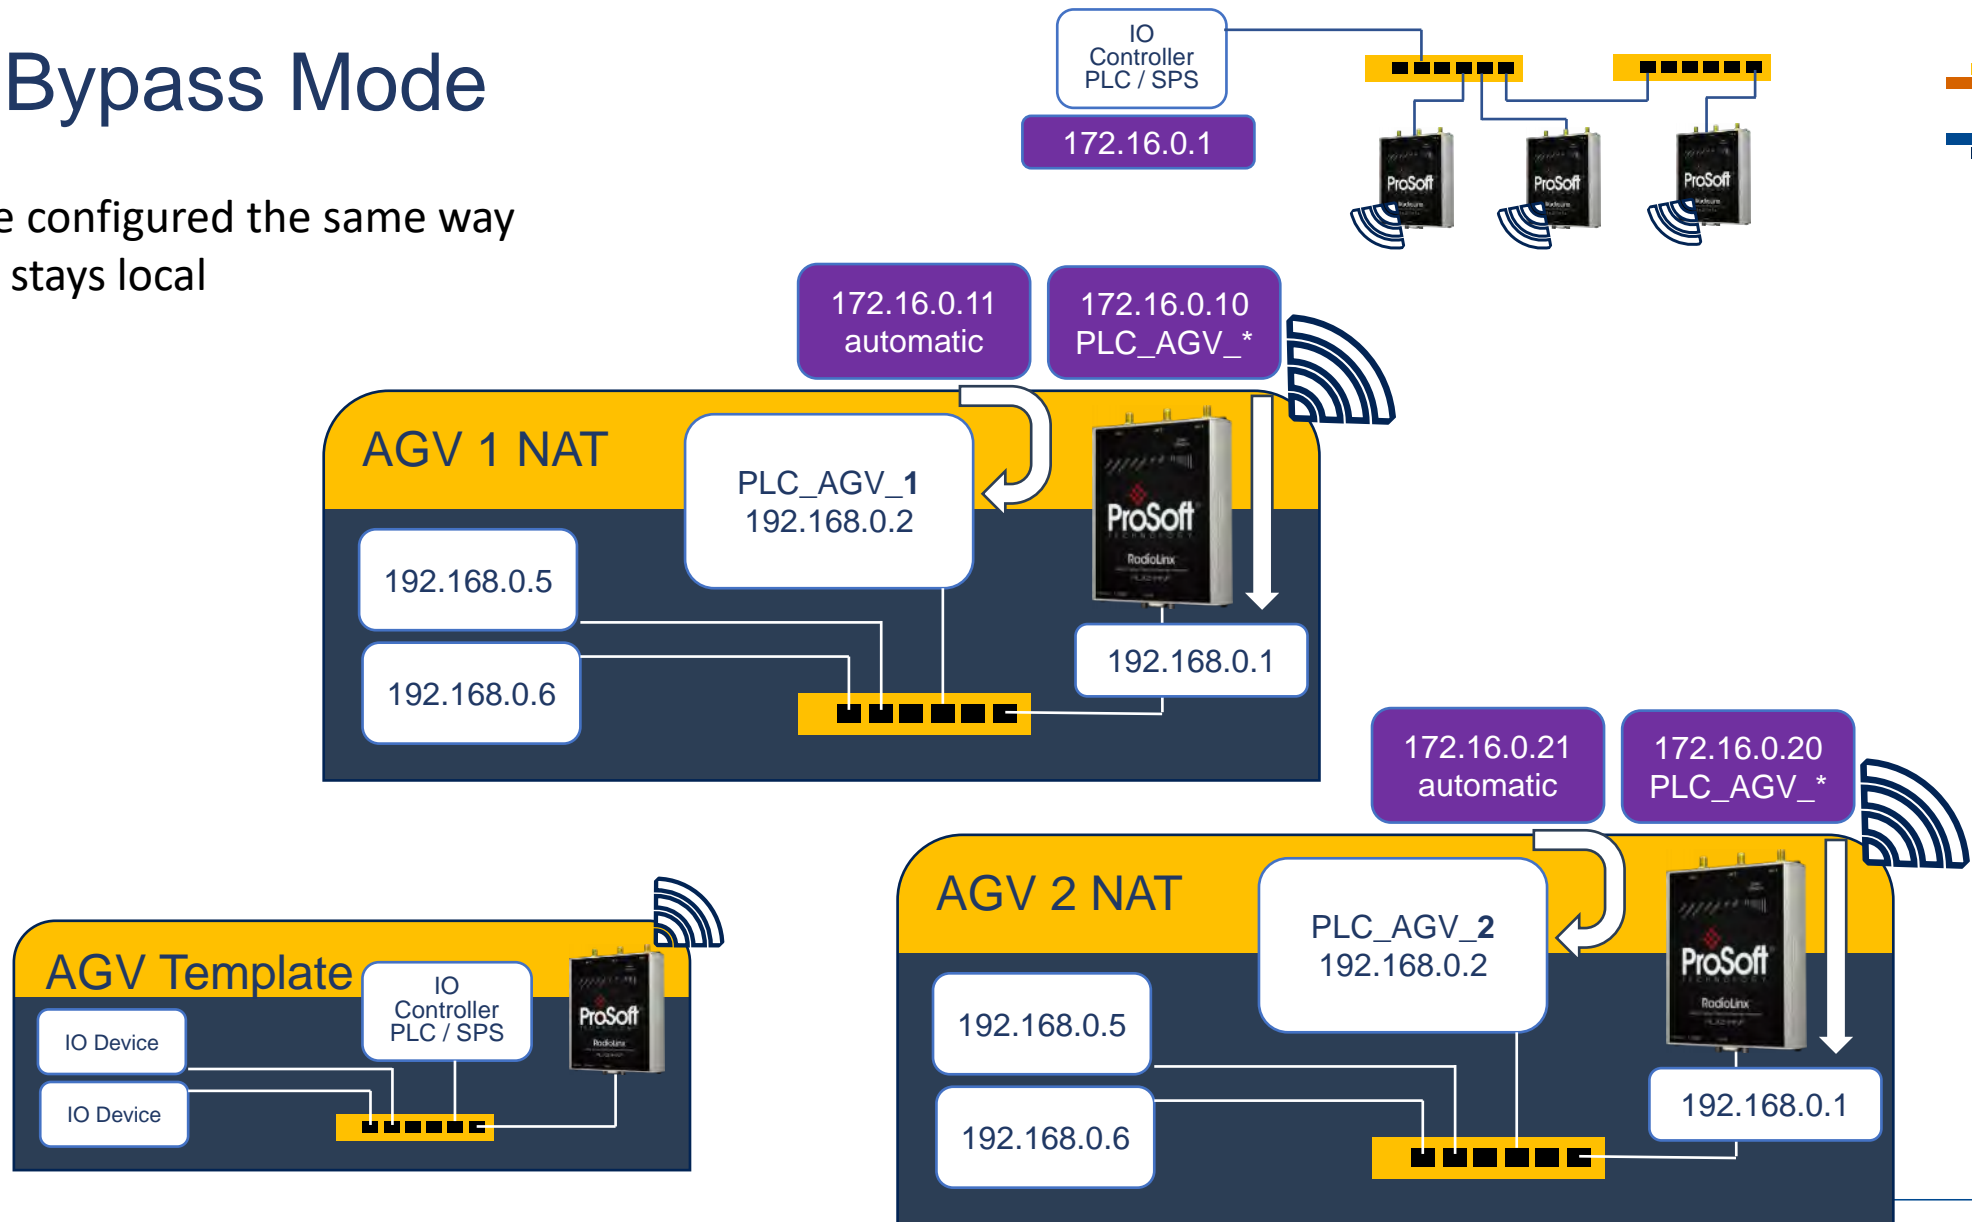 Bypass Mode
e configured the same way
stays local
IO
Controller
PLC / SPS
172.16.0.1
ProSoft
ProSoft
ProSoft
172.16.0.11
automatic
172.16.0.10
PLC_AGV_*
AGV 1 NAT
PLC_AGV_1
192.168.0.2
ProSoft
TECHNOLOGY
RadioLinx
192.168.0.5
192.168.0.6
192.168.0.1
172.16.0.21
automatic
172.16.0.20
PLC_AGV_*
AGV 2 NAT
PLC_AGV_2
192.168.0.2
ProSoft
TECHNOLOGY
RadioLinx
192.168.0.5
192.168.0.6
192.168.0.1
AGV Template
IO
Controller
PLC / SPS
ProSoft
RadioLinx
IO Device
IO Device